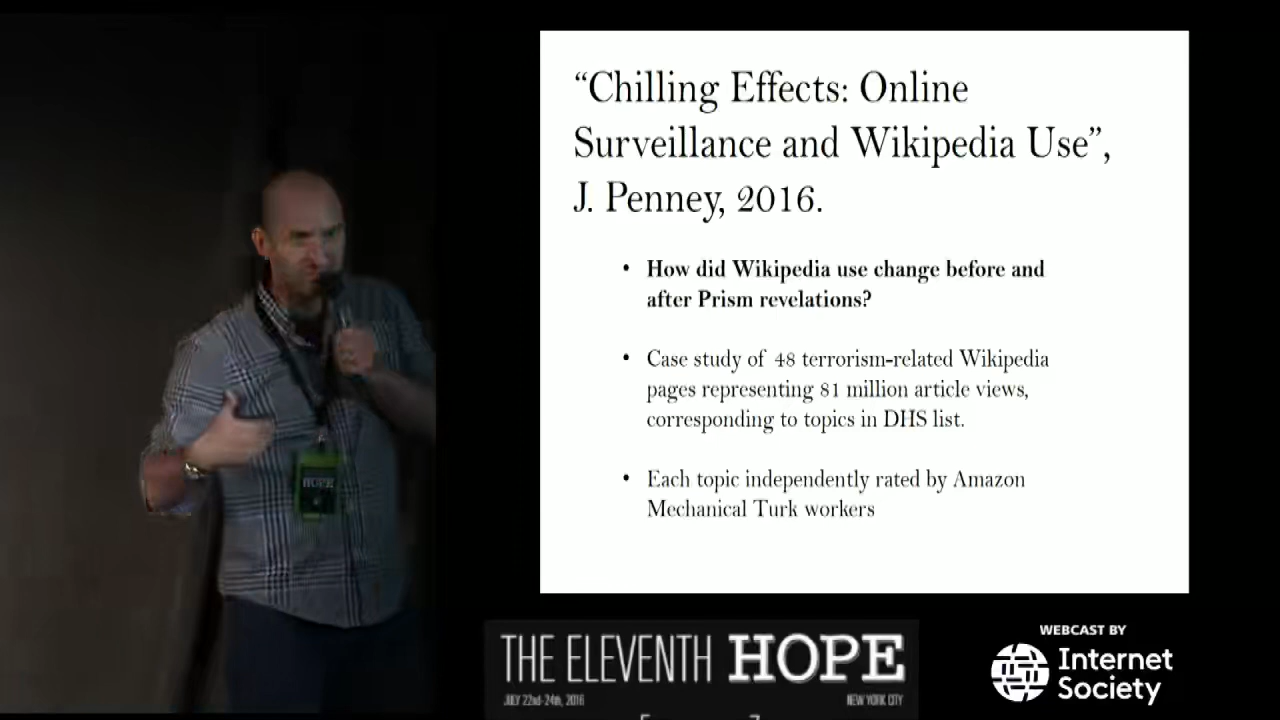 “Chilling Effects: Online
Surveillance and Wikipedia Use”,
J. Penney, 2016.
• How did Wikipedia use change before and
after Prism revelations?
• Case study of 48 terrorism-related Wikipedia
pages representing 81 million article views,
corresponding to topics in DHS list.
• Each topic independently rated by Amazon
Mechanical Turk workers
HOPE
THE ELEVENTH HOPE
JULY 22nd-24th, 2016
NEW YORK CITY
WEBCAST BY
Internet
Society